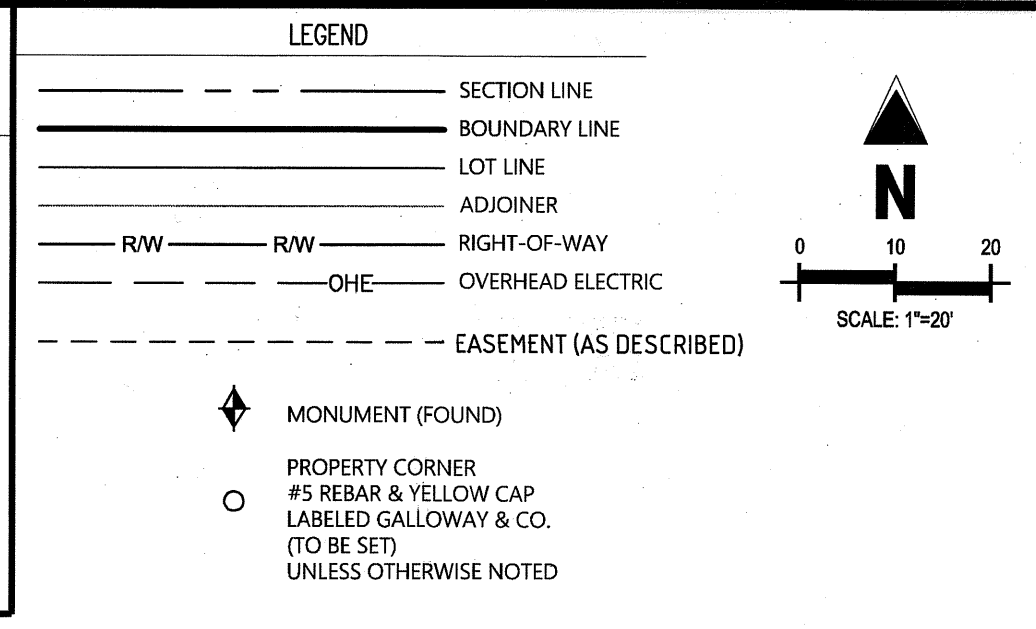 LEGEND
SECTION LINE
BOUNDARY LINE
LOT LINE
ADJOINER
R/W R/W RIGHT-OF-WAY
OHE OVERHEAD ELECTRIC
EASEMENT (AS DESCRIBED)
MONUMENT (FOUND)
PROPERTY CORNER
#5 REBAR & YELLOW CAP
LABELED GALLOWAY & CO.
(TO BE SET)
UNLESS OTHERWISE NOTED
N
0 10 20
SCALE: 1"=20'